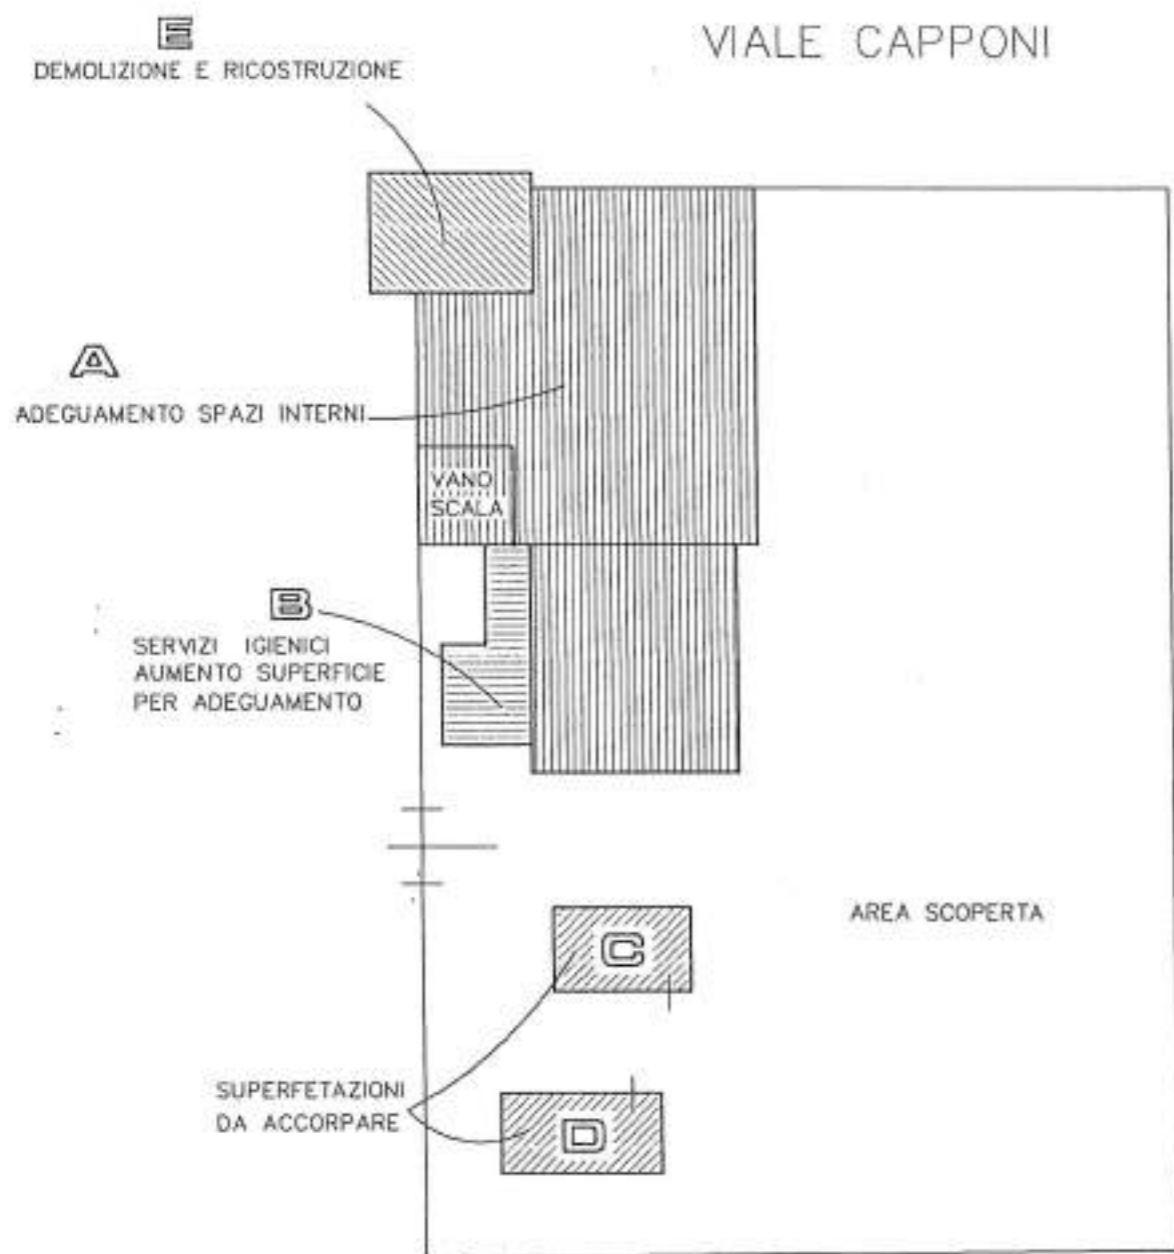 E
DEMOLIZIONE E RICOSTRUZIONE
VIALE CAPPONI
A
ADEGUAMENTO SPAZI INTERNI
VANO
SCALA
B
SERVIZI IGIENICI
AUMENTO SUPERFICIE
PER ADEGUAMENTO
C
AREA SCOPERTA
SUPERFETAZIONI
DA ACCORPARE
D